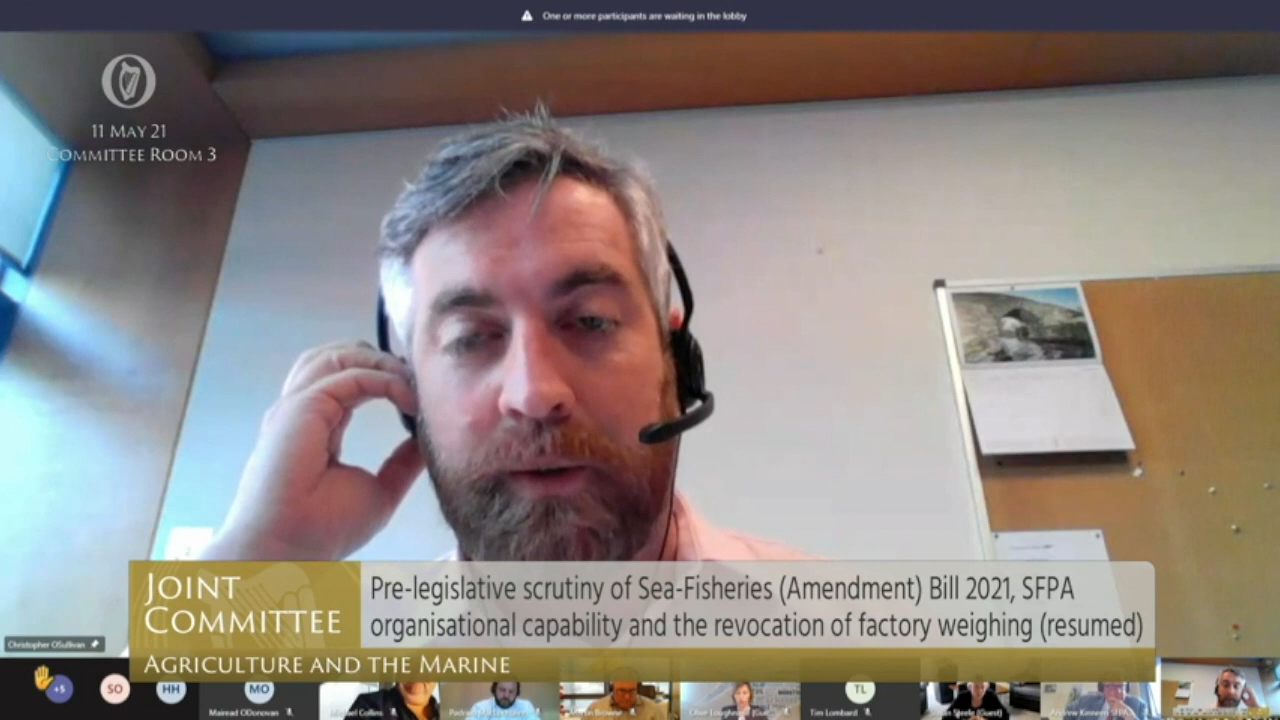 One or more participants are waiting in the lobby
11 May 21
Committee Room 3
Christopher OSullivan
Joint
Committee
Pre-legislative scrutiny of Sea-Fisheries (Amendment) Bill 2021, SFPA
organisational capability and the revocation of factory weighing (resumed)
Agriculture and the Marine
+5
SO
HH
MO
TL
Mairead ODonovan
Tim Lombard